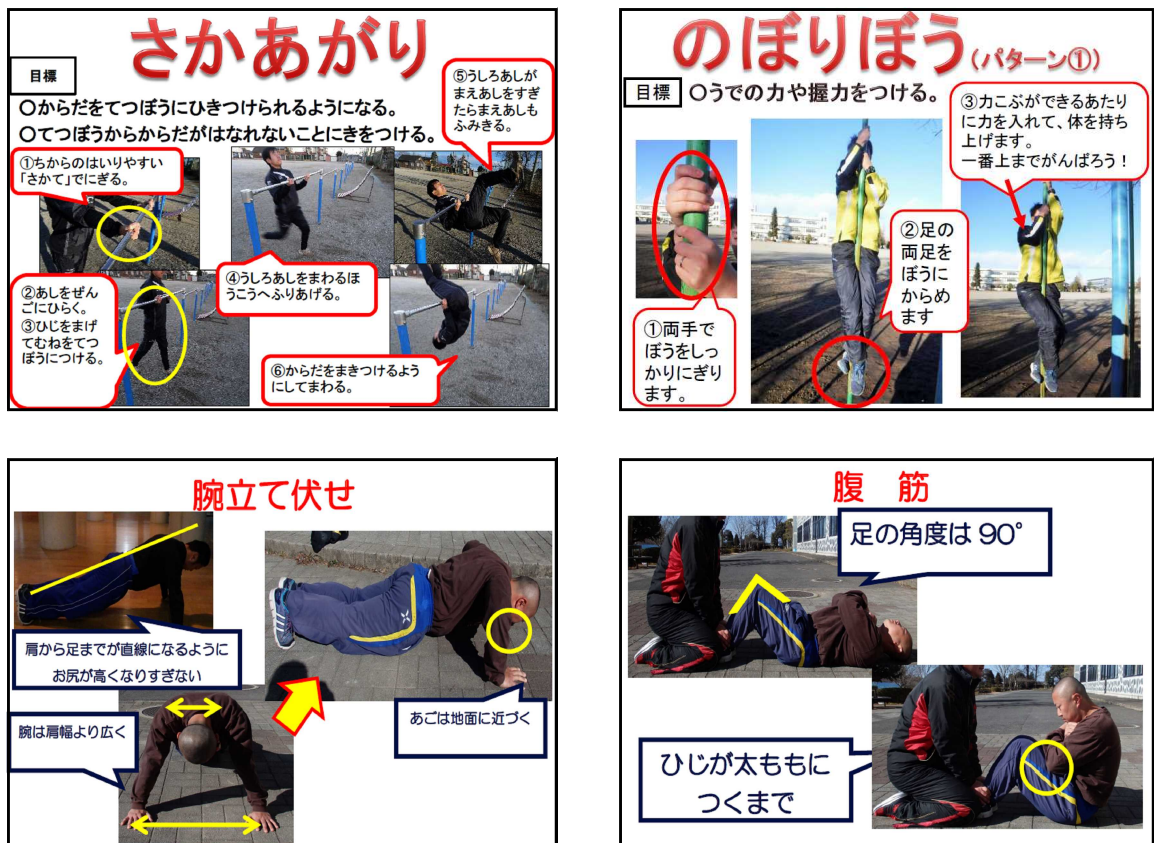 さかあがり
目標
○からだをてつぼうにひきつけられるようになる。
○てつぼうからからだがはなれないことにきをつける。
①ちからのはいりやすい
「さかて」でにぎる。
②あしをぜん
ごにひらく。
③ひじをまげ
てむねをてつ
ぼうにつける。
④うしろあしをまわるほ
うこうへふりあげる。
⑤うしろあしが
まえあしをすぎ
たらまえあしも
ふみきる。
⑥からだをまきつけるよう
にしてまわる。
のぼりぼう(パターン①)
目標
○うでの力や握力をつける。
①両手で
ぼうをしっ
かりにぎり
ます。
②足の
両足を
ぼうに
からめ
ます
③力こぶができるあたり
に力を入れて、体を持ち
上げます。
一番上までがんばろう！
腕立て伏せ
肩から足までが直線になるように
お尻が高くなりすぎない
腕は肩幅より広く
あごは地面に近づく
腹 筋
足の角度は 90°
ひじが太ももに
つくまで